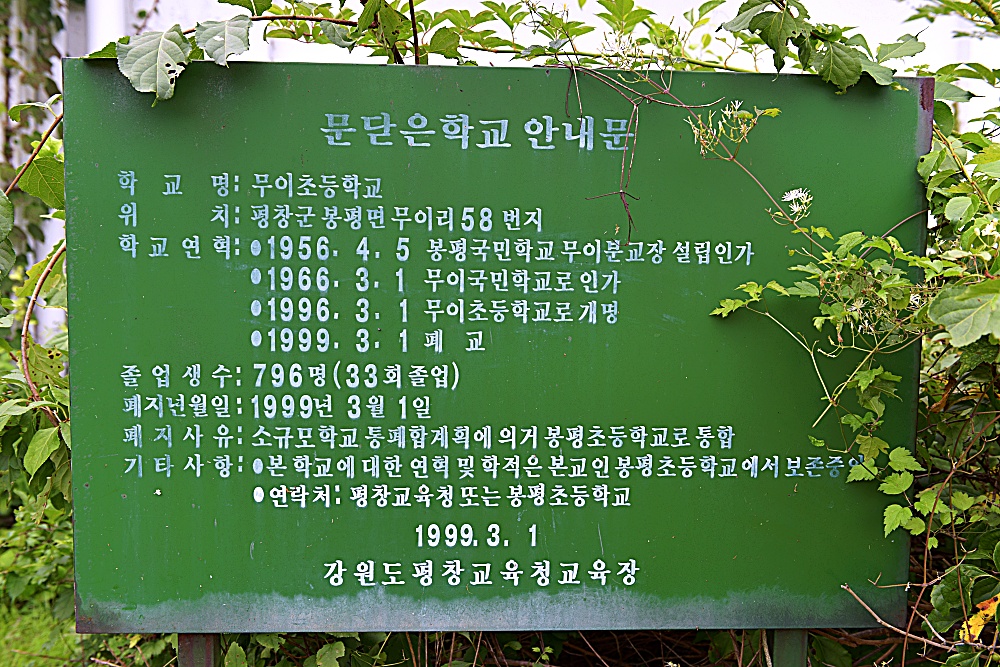 문닫은학교 안내문
학 교 명: 무이초등학교
위 치: 평창군 봉평면 무이리 58 번지
학교연혁: ●1956. 4. 5 봉평국민학교 무이분교장 설립인가
●1966. 3. 1 무이국민학교로 인가
●1996. 3. 1 무이초등학교로 개명
●1999. 3. 1 폐 교
졸업생수: 796명 (33회 졸업)
폐지년월일: 1999년 3월 1일
폐지사유: 소규모학교 통폐합계획에 의거 봉평초등학교로 통합
기타사항: ●본 학교에 대한 연혁 및 학적은 본교인 봉평초등학교에서 보존중임
●연락처: 평창교육청 또는 봉평초등학교
1999. 3. 1
강원도평창교육청교육장